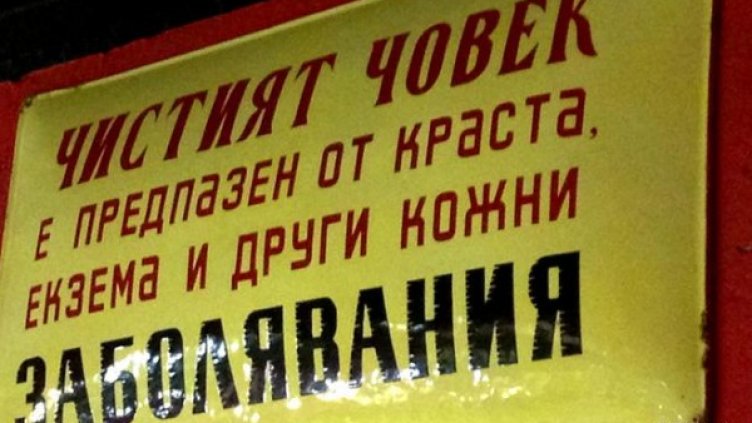 ЧИСТИЯТ ЧОВЕК
Е ПРЕДПАЗЕН ОТ КРАСТА,
ЕКЗЕМА И ДРУГИ КОЖНИ
ЗАБОЛЯВАНИЯ